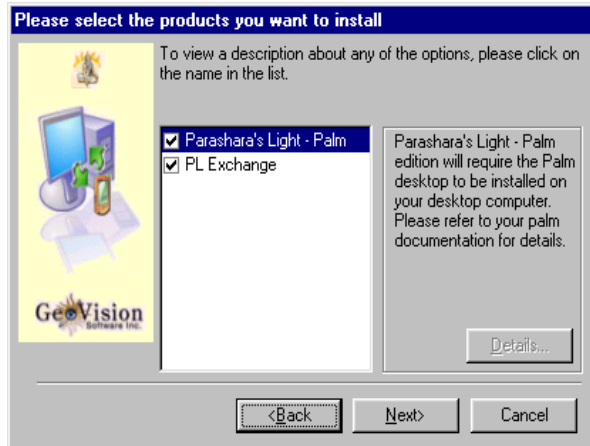 Please select the products you want to install
To view a description about any of the options, please click on
the name in the list.
Parashara's Light - Palm
PL Exchange
Parashara's Light - Palm
edition will require the Palm
desktop to be installed on
your desktop computer.
Please refer to your palm
documentation for details.
GeoVision
Software Inc.
Details...
<Back
Next>
Cancel